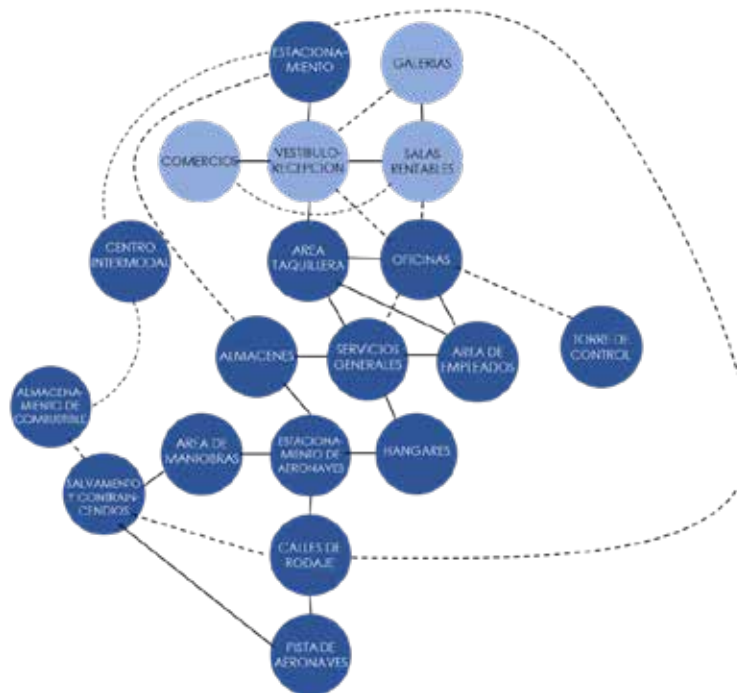 ESTACIONA-
MIENTO
GALERIAS
COMERCIOS
VESTIBULO-
RECEPCION
SALAS
RENTABLES
CENTRO
INTERMODAL
AREA
TAQUILLERA
OFICINAS
ALMACENES
SERVICIOS
GENERALES
AREA DE
EMPLEADOS
TORRE DE
CONTROL
ALMACENA-
MIENTO DE
COMBUSTIBLE
AREA DE
MANIOBRAS
ESTACIONA-
MIENTO DE
AERONAVES
HANGARES
SALVAMENTO
Y CONTRAIN-
CENDIOS
CALLES DE
RODAJE
PISTA DE
AERONAVES